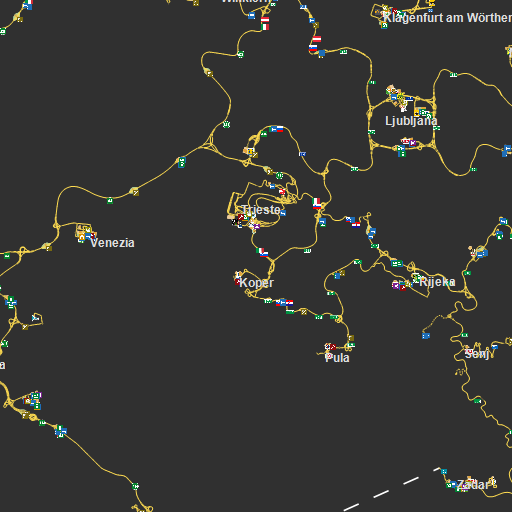 Klagenfurt am Wörther
Ljubljana
Trieste
Venezia
Koper
Rijeka
Pula
Senj
a
Zadar